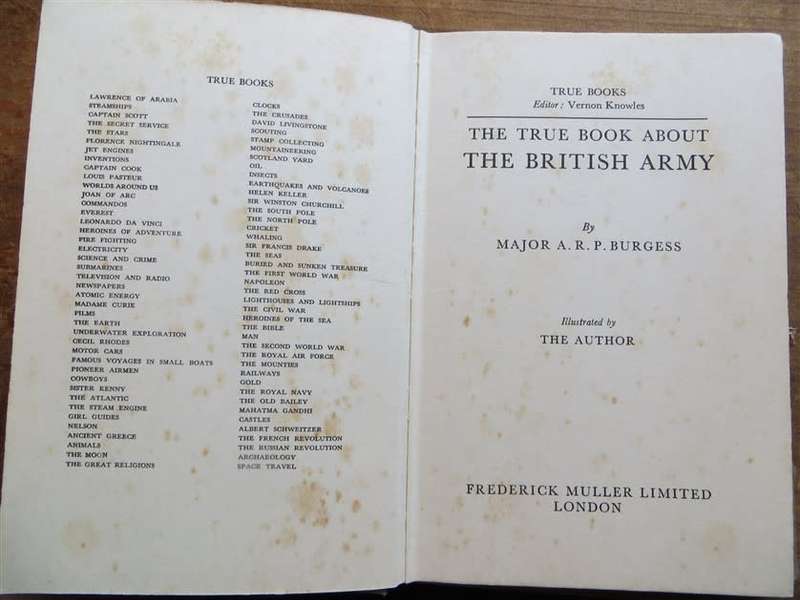 TRUE BOOKS
LAWRENCE OF ARABIA
STEAMSHIPS
CAPTAIN SCOTT
THE SECRET SERVICE
THE STARS
FLORENCE NIGHTINGALE
JET ENGINES
INVENTIONS
CAPTAIN COOK
LOUIS PASTEUR
WORLDS AROUND US
JOAN OF ARC
COMMANDOS
EVEREST
LEONARDO DA VINCI
HEROINES OF ADVENTURE
FIRE FIGHTING
ELECTRICITY
SCIENCE AND CRIME
SUBMARINES
TELEVISION AND RADIO
NEWSPAPERS
ATOMIC ENERGY
MADAME CURIE
FILMS
THE EARTH
UNDERWATER EXPLORATION
CECIL RHODES
MOTOR CARS
FAMOUS VOYAGES IN SMALL BOATS
PIONEER AIRMEN
COWBOYS
SISTER KENNY
THE ATLANTIC
THE STEAM ENGINE
GIRL GUIDES
NELSON
ANCIENT GREECE
ANIMALS
THE MOON
THE GREAT RELIGIONS
CLOCKS
THE CRUSADES
DAVID LIVINGSTONE
SCOUTING
STAMP COLLECTING
MOUNTAINEERING
SCOTLAND YARD
OIL
INSECTS
EARTHQUAKES AND VOLCANOES
HELEN KELLER
SIR WINSTON CHURCHILL
THE SOUTH POLE
THE NORTH POLE
CRICKET
WHALING
SIR FRANCIS DRAKE
THE SEAS
BURIED AND SUNKEN TREASURE
THE FIRST WORLD WAR
NAPOLEON
THE RED CROSS
LIGHTHOUSES AND LIGHTSHIPS
THE CIVIL WAR
HEROINES OF THE SEA
THE BIBLE
MAN
THE SECOND WORLD WAR
THE ROYAL AIR FORCE
THE MOUNTIES
RAILWAYS
GOLD
THE ROYAL NAVY
THE OLD BAILEY
MAHATMA GANDHI
CASTLES
ALBERT SCHWEITZER
THE FRENCH REVOLUTION
THE RUSSIAN REVOLUTION
ARCHAEOLOGY
SPACE TRAVEL
TRUE BOOKS
Editor: Vernon Knowles
THE TRUE BOOK ABOUT
THE BRITISH ARMY
By
MAJOR A. R. P. BURGESS
Illustrated by
THE AUTHOR
FREDERICK MULLER LIMITED
LONDON